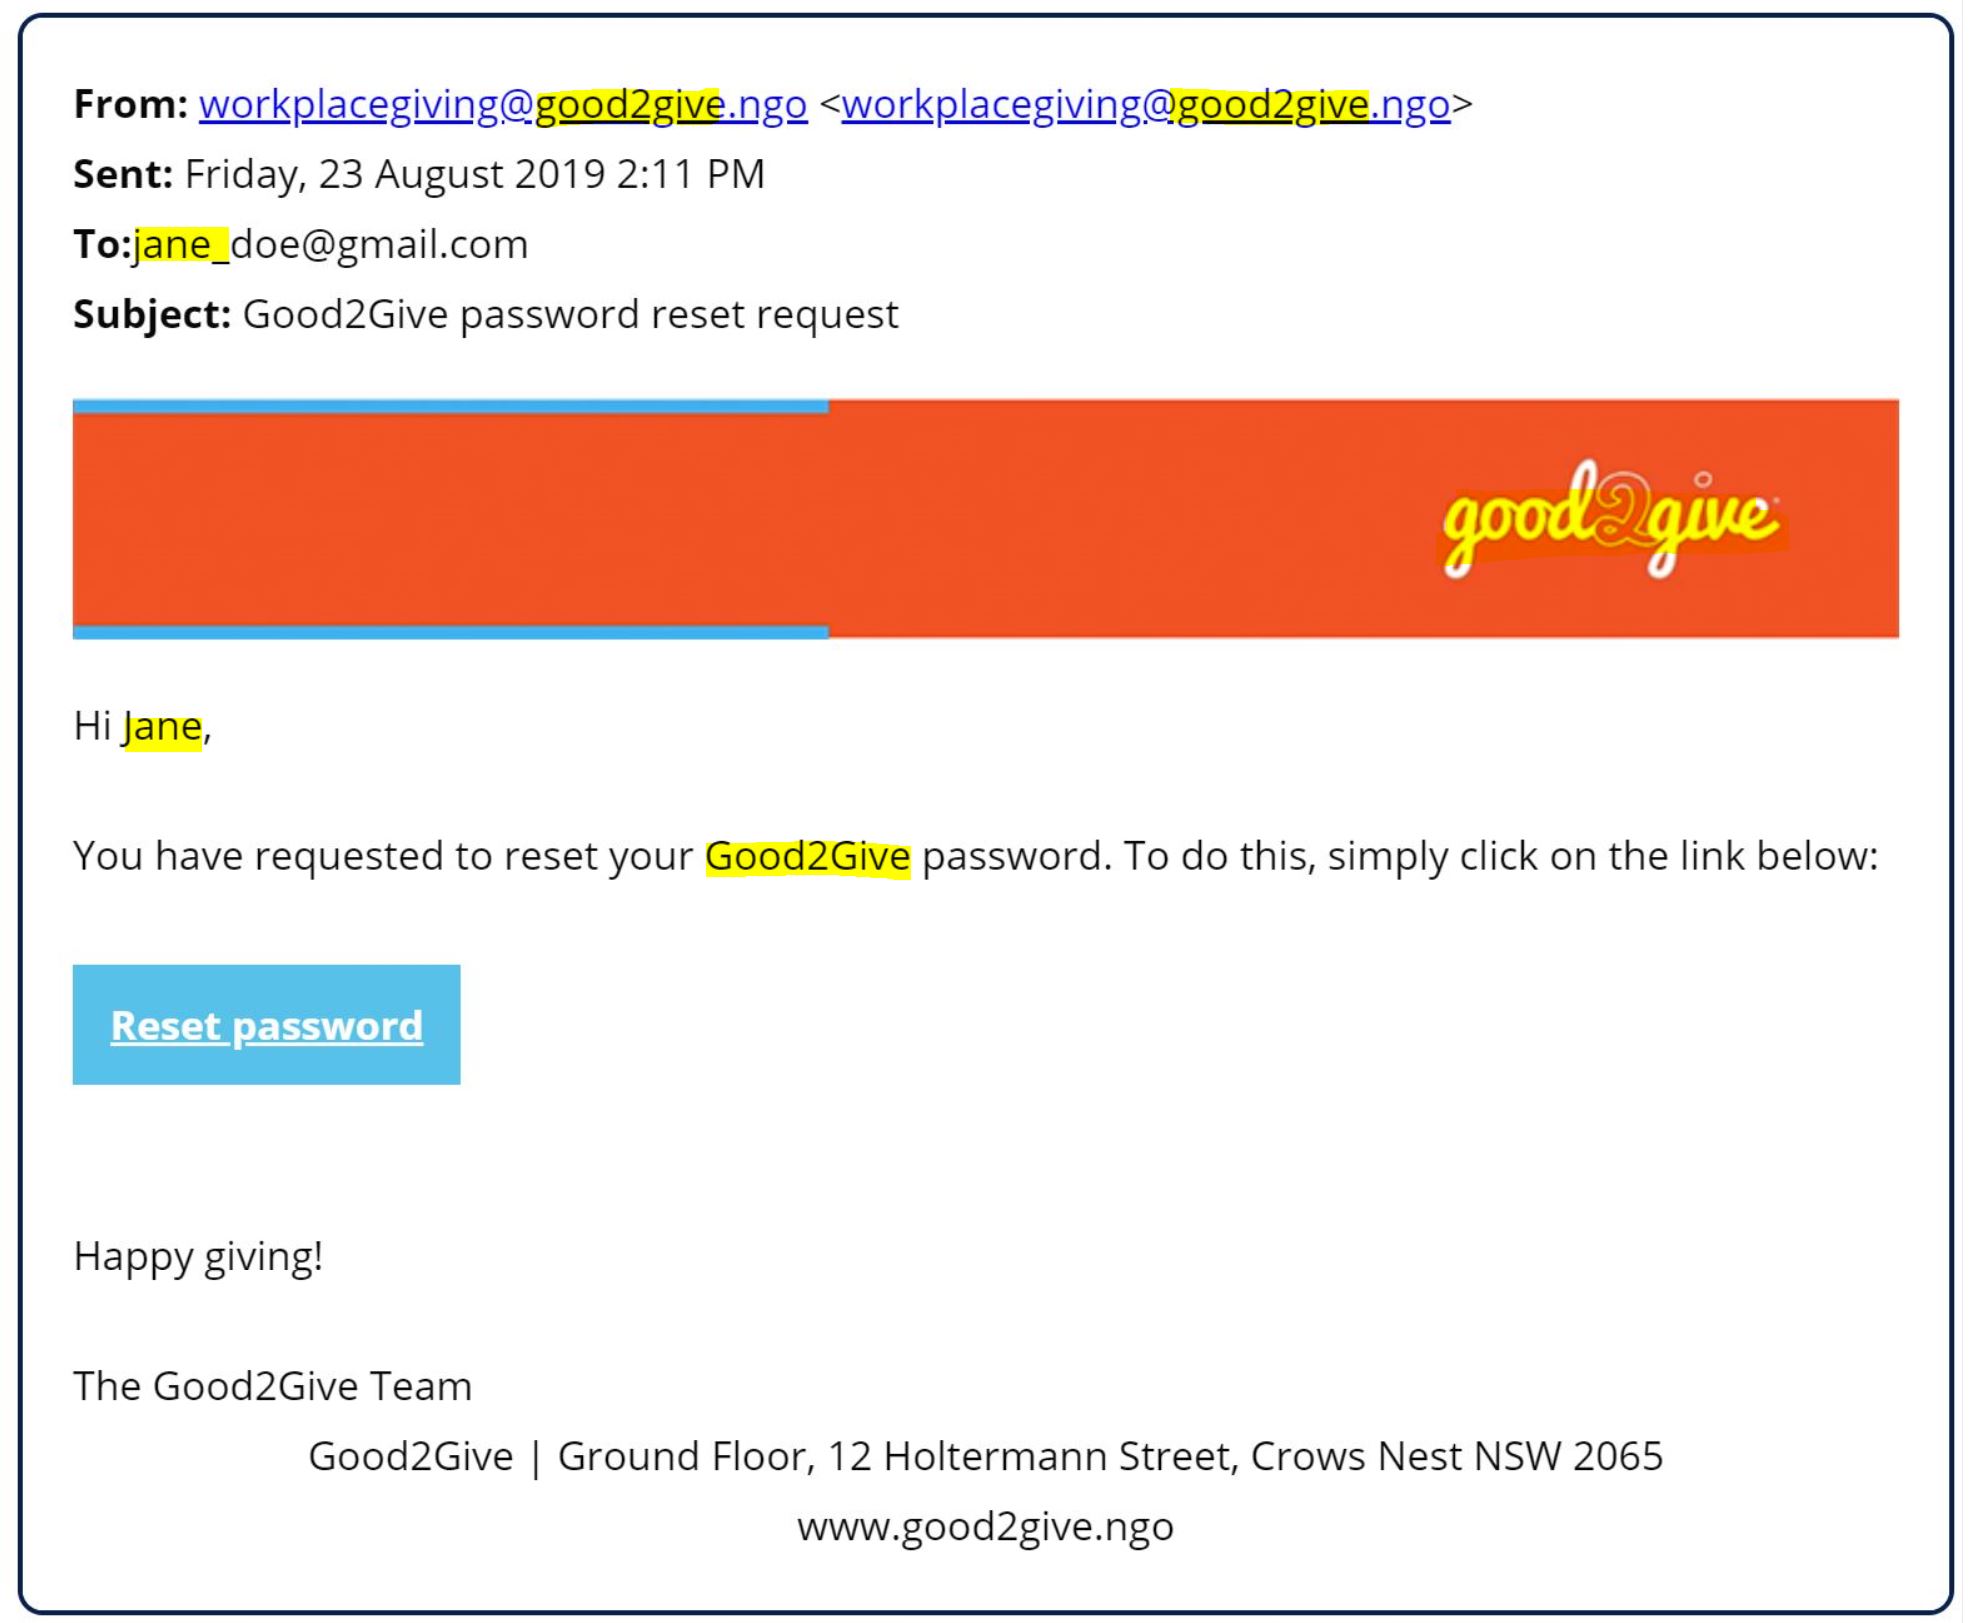 From: workplacegiving@good2give.ngo <workplacegiving@good2give.ngo>
Sent: Friday, 23 August 2019 2:11 PM
To:jane_doe@gmail.com
Subject: Good2Give password reset request
good2give
Hi Jane,
You have requested to reset your Good2Give password. To do this, simply click on the link below:
Reset password
Happy giving!
The Good2Give Team
Good2Give | Ground Floor, 12 Holtermann Street, Crows Nest NSW 2065
www.good2give.ngo